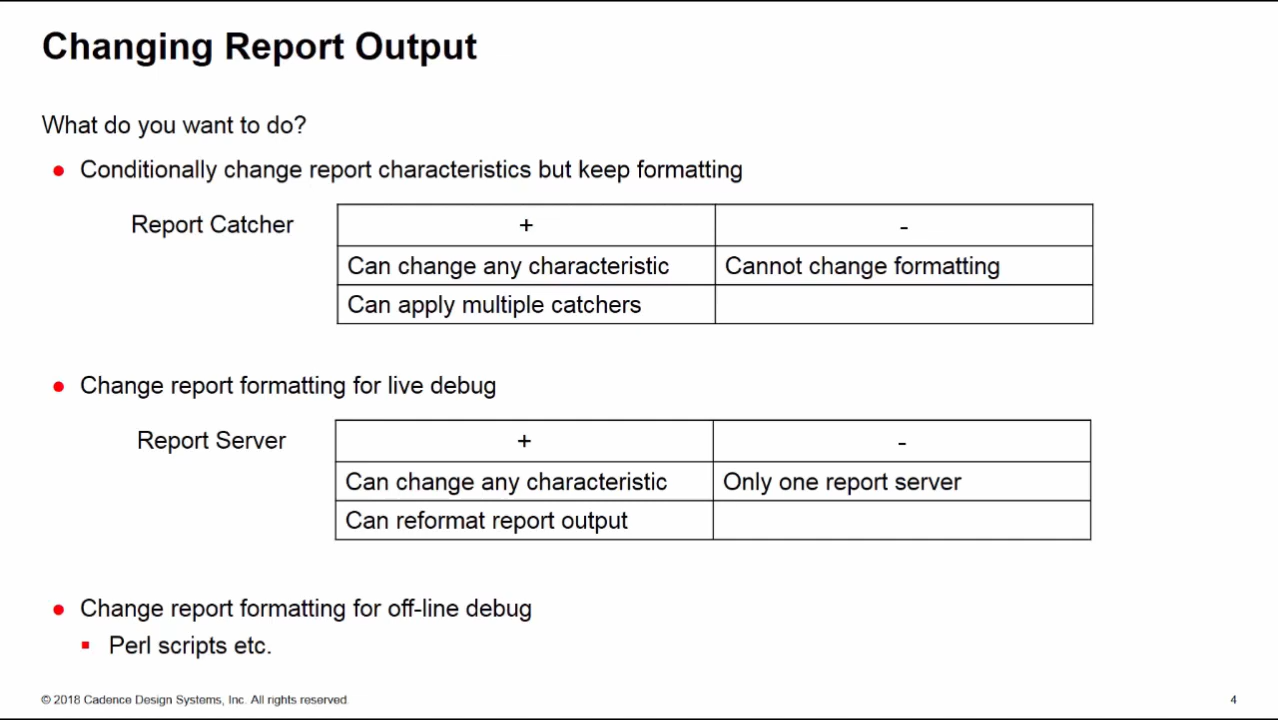 Changing Report Output
What do you want to do?
● Conditionally change report characteristics but keep formatting
Report Catcher
+ -
Can change any characteristic Cannot change formatting
Can apply multiple catchers
● Change report formatting for live debug
Report Server
+ -
Can change any characteristic Only one report server
Can reformat report output
● Change report formatting for off-line debug
▪ Perl scripts etc.
© 2018 Cadence Design Systems, Inc. All rights reserved.
4